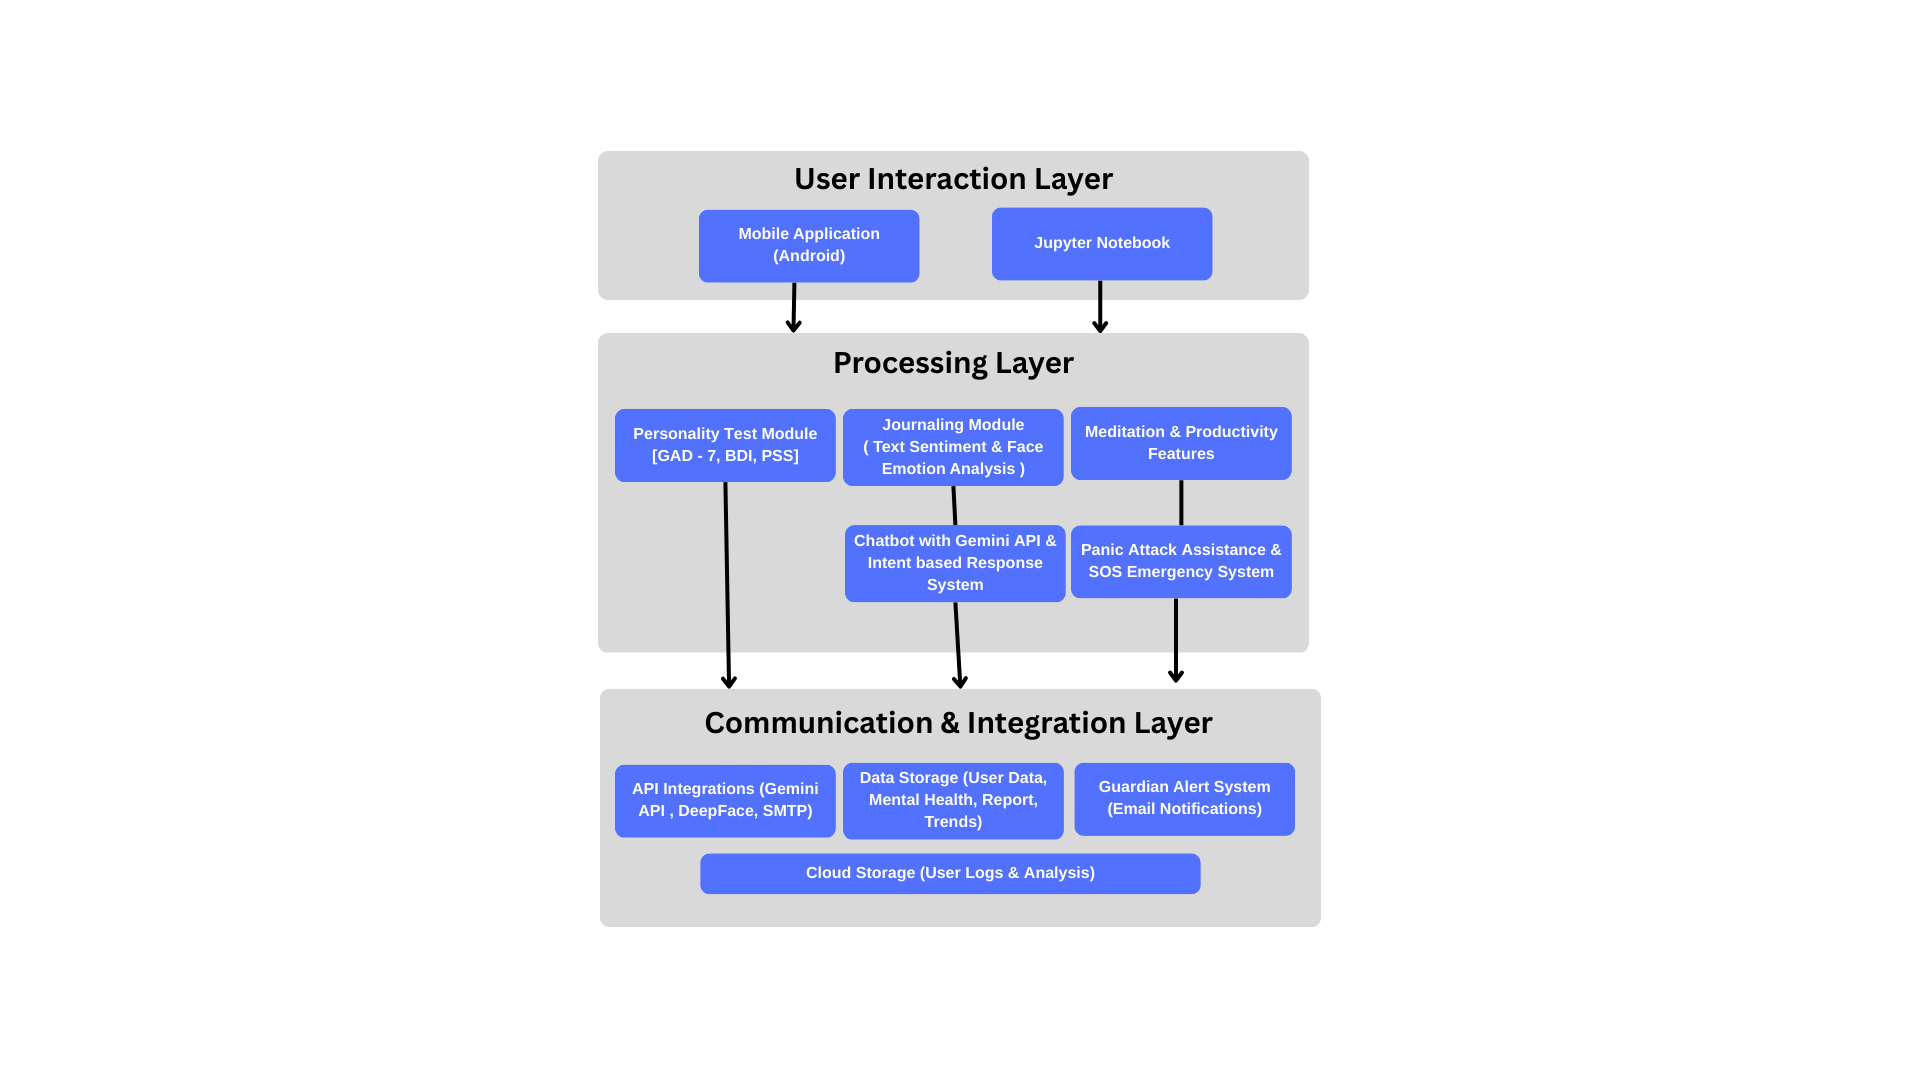 User Interaction Layer
Mobile Application
(Android)
Jupyter Notebook
Processing Layer
Personality Test Module
[GAD - 7, BDI, PSS]
Journaling Module
( Text Sentiment & Face
Emotion Analysis )
Meditation & Productivity
Features
Chatbot with Gemini API &
Intent based Response
System
Panic Attack Assistance &
SOS Emergency System
Communication & Integration Layer
API Integrations (Gemini
API , DeepFace, SMTP)
Data Storage (User Data,
Mental Health, Report,
Trends)
Guardian Alert System
(Email Notifications)
Cloud Storage (User Logs & Analysis)